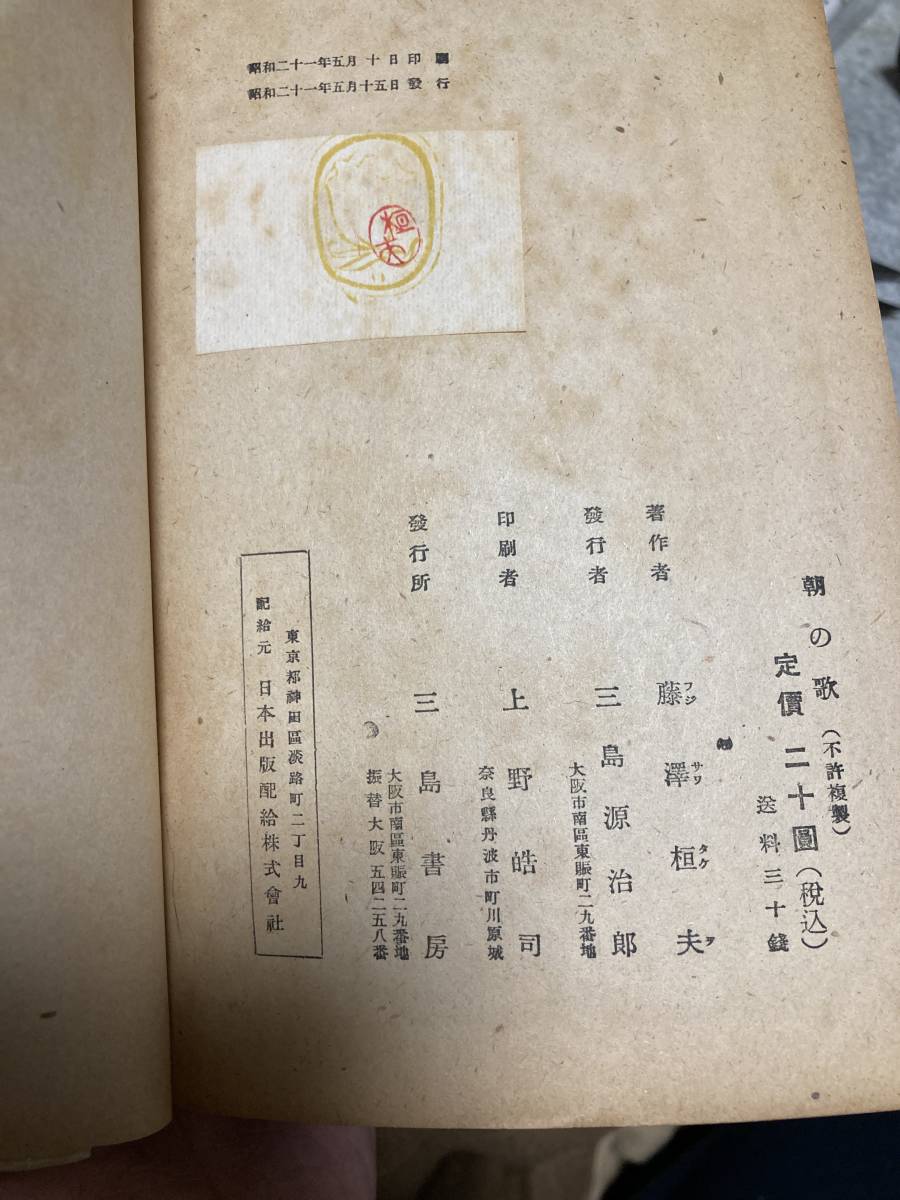 昭和二十一年五月十日印刷
昭和二十一年五月十五日發行
桓夫
朝の歌(不許複製)
定價二十圓(税込)
送料三十錢
著作者 藤澤桓夫
フジ サワ タケ ヲ
發行者 三島源治郎
大阪市南區東賑町二九番地
印刷者 上野皓司
奈良縣丹波市町川原城
發行所 三島書房
大阪市南區東賑町二九番地
振替大阪五四二五八番
東京都神田區淡路町二丁目九
配給元 日本出版配給株式會社